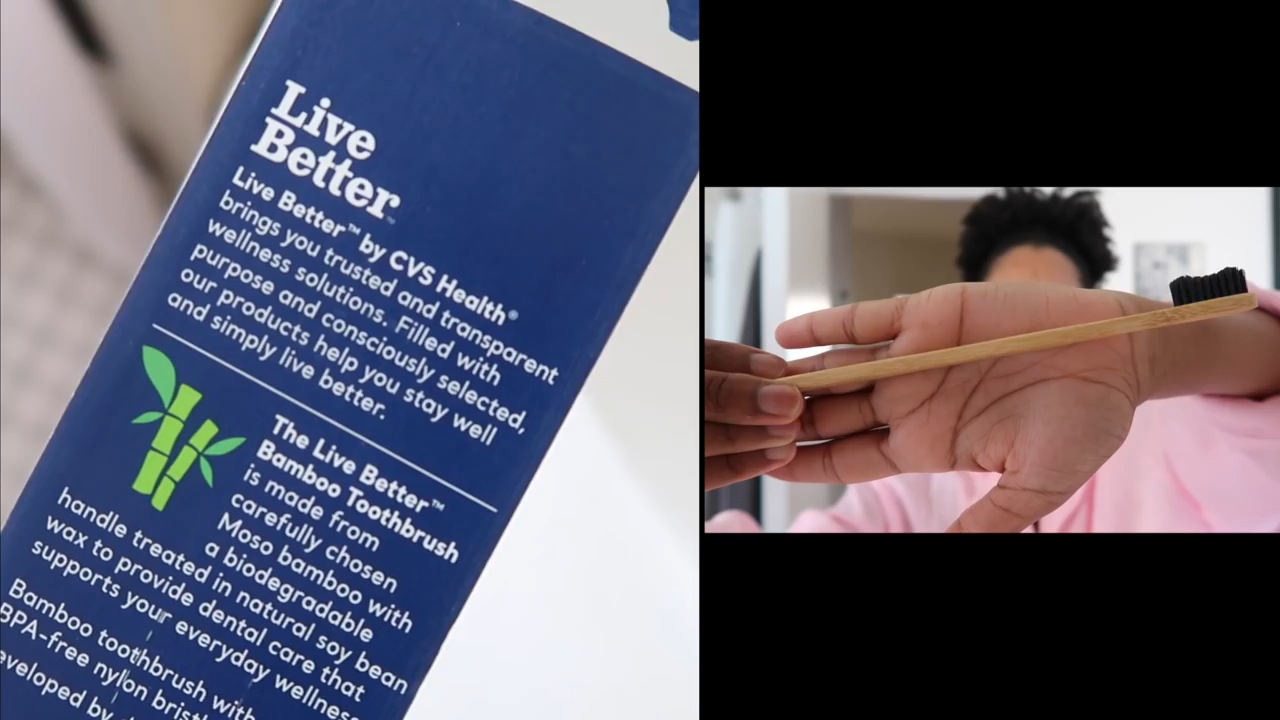 Live
Better™
Live Better™ by CVS Health®
brings you trusted and transparent
wellness solutions. Filled with
purpose and consciously selected,
our products help you stay well
and simply live better.
The Live Better™
Bamboo Toothbrush
is made from
carefully chosen
Moso bamboo with
a biodegradable
handle treated in natural soy bean
wax to provide dental care that
supports your everyday wellness
Bamboo toothbrush with
BPA-free nylon
by